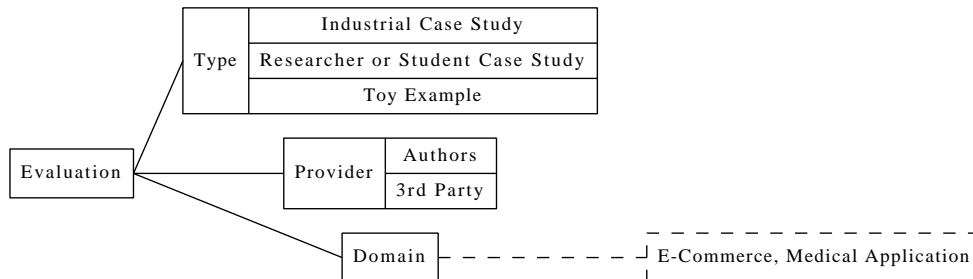 Industrial Case Study
Type
Researcher or Student Case Study
Toy Example
Evaluation
Provider
Authors
3rd Party
Domain
E-Commerce, Medical Application